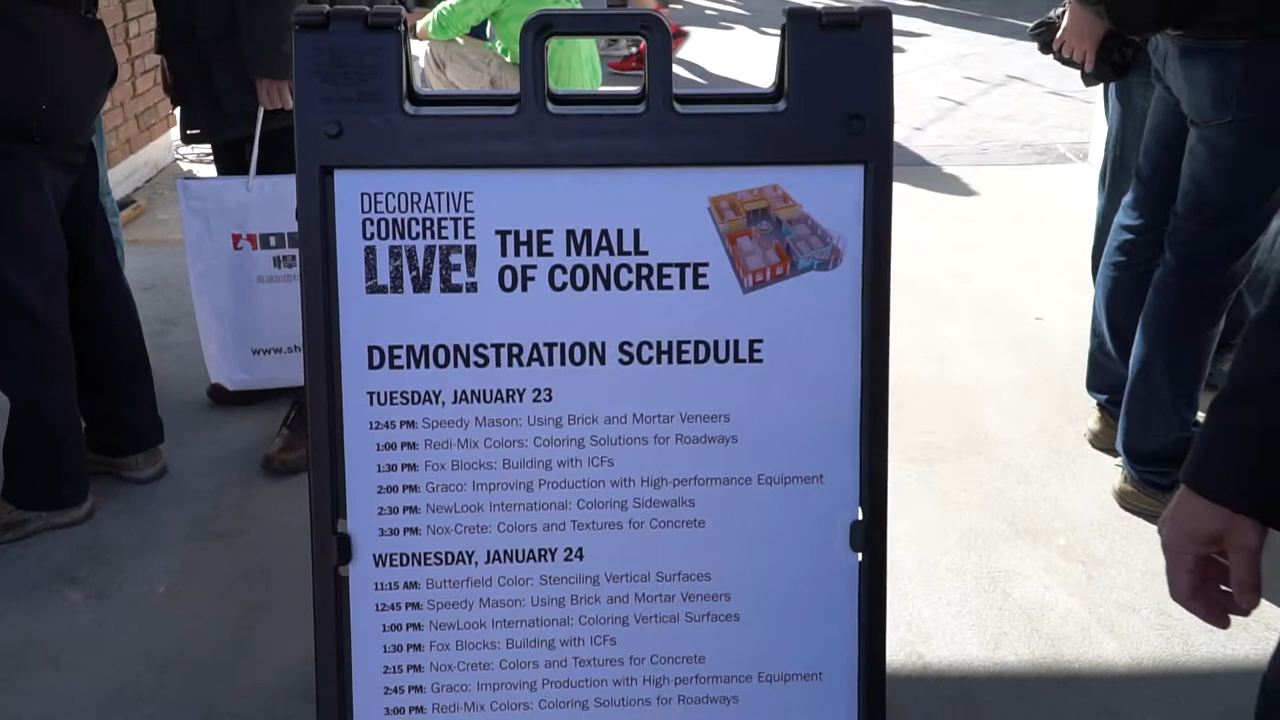 DECORATIVE
CONCRETE
LIVE!
THE MALL
OF CONCRETE
DEMONSTRATION SCHEDULE
TUESDAY, JANUARY 23
12:45 PM: Speedy Mason: Using Brick and Mortar Veneers
1:00 PM: Redi-Mix Colors: Coloring Solutions for Roadways
1:30 PM: Fox Blocks: Building with ICFs
2:00 PM: Graco: Improving Production with High-performance Equipment
2:30 PM: NewLook International: Coloring Sidewalks
3:30 PM: Nox-Crete: Colors and Textures for Concrete
WEDNESDAY, JANUARY 24
11:15 AM: Butterfield Color: Stenciling Vertical Surfaces
12:45 PM: Speedy Mason: Using Brick and Mortar Veneers
1:00 PM: NewLook International: Coloring Vertical Surfaces
1:30 PM: Fox Blocks: Building with ICFs
2:15 PM: Nox-Crete: Colors and Textures for Concrete
2:45 PM: Graco: Improving Production with High-performance Equipment
3:00 PM: Redi-Mix Colors: Coloring Solutions for Roadways
www.sh